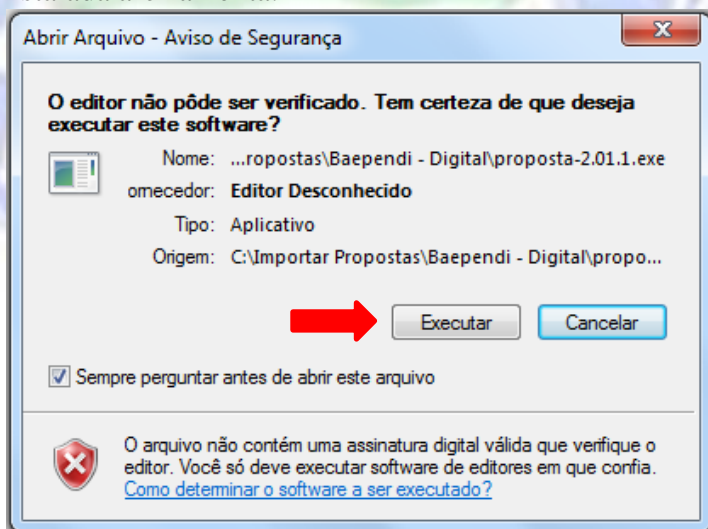 Abrir Arquivo - Aviso de Segurança
O editor não pôde ser verificado. Tem certeza de que deseja
executar este software?
Nome: ...ropostas\Baependi - Digital\proposta-2.01.1.exe
omecedor: Editor Desconhecido
Tipo: Aplicativo
Origem: C:\Importar Propostas\Baependi - Digital\propo...
Executar Cancelar
Sempre perguntar antes de abrir este arquivo
O arquivo não contém uma assinatura digital válida que verifique o
editor. Você só deve executar software de editores em que confia.
Como determinar o software a ser executado?